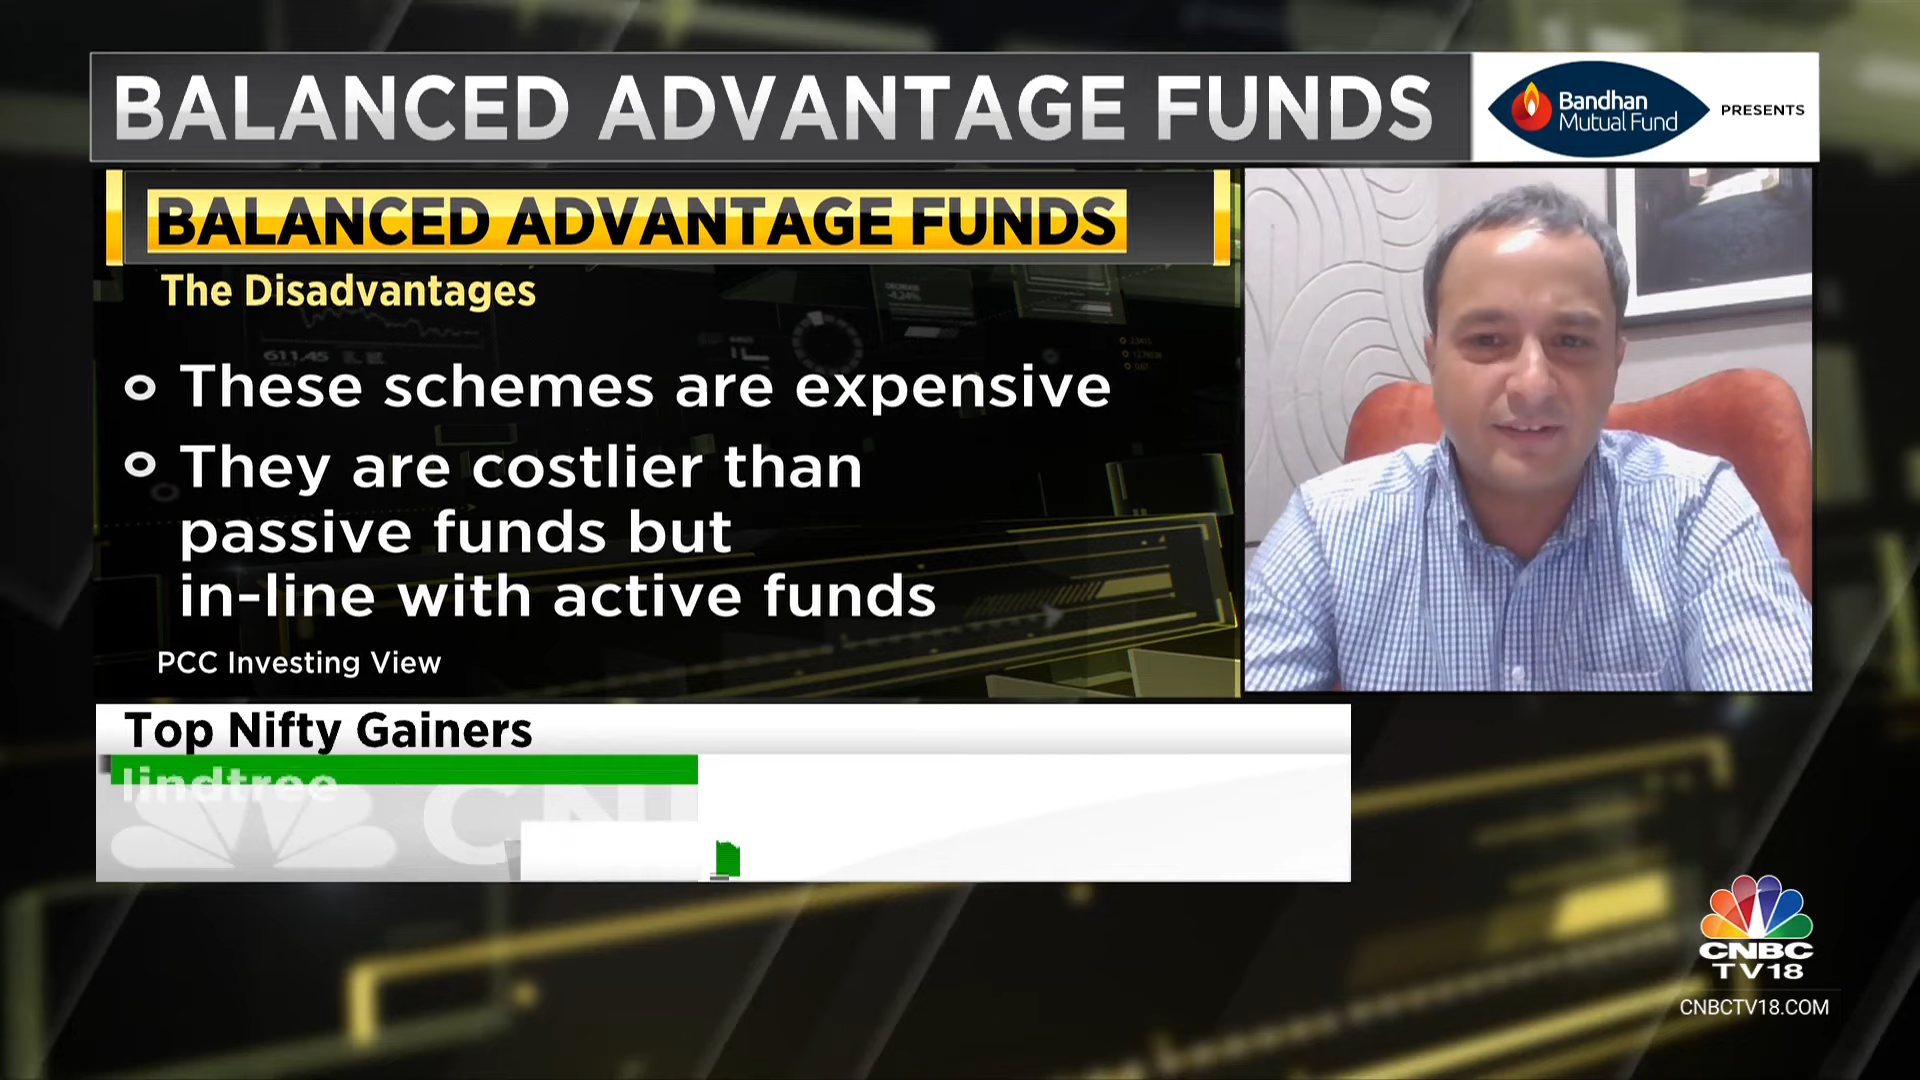 BALANCED ADVANTAGE FUNDS
Bandhan
Mutual Fund
PRESENTS
BALANCED ADVANTAGE FUNDS
The Disadvantages
o These schemes are expensive
o They are costlier than
passive funds but
in-line with active funds
PCC Investing View
611.45
Top Nifty Gainers
CNBC
TV18
CNBCTV18.COM